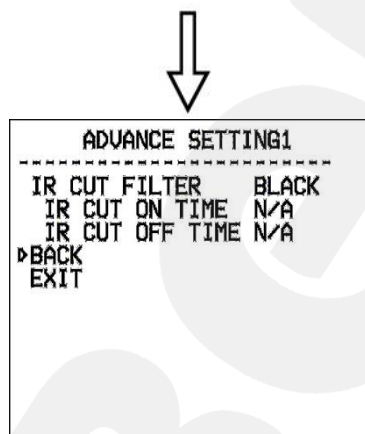 ADVANCE SETTING1
IR CUT FILTER BLACK
IR CUT ON TIME N/A
IR CUT OFF TIME N/A
BACK
EXIT